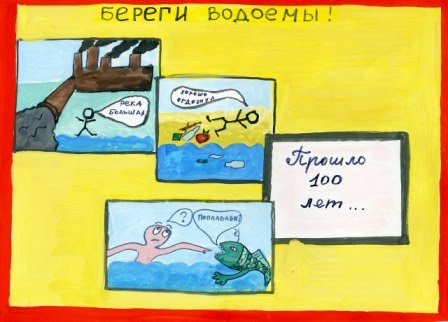 БЕРЕГИ ВОДОЕМЫ!
РЕКА
БОЛЬШАЯ
ХОРОШО
ОТДОХНУЛ
Прошло
100
лет...
?
ПОПЛАВАЕМ?